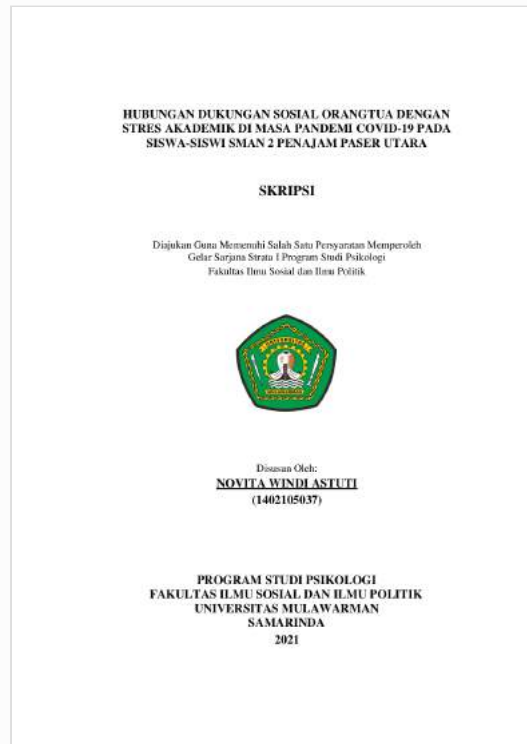 HUBUNGAN DUKUNGAN SOSIAL ORANGTUA DENGAN
STRES AKADEMIK DI MASA PANDEMI COVID-19 PADA
SISWA-SISWI SMAN 2 PENAJAM PASER UTARA
SKRIPSI
Diajukan Guna Memenuhi Salah Satu Persyaratan Memperoleh
Gelar Sarjana Strata I Program Studi Psikologi
Fakultas Ilmu Sosial dan Ilmu Politik
Disusun Oleh:
NOVITA WINDI ASTUTI
(1402105037)
PROGRAM STUDI PSIKOLOGI
FAKULTAS ILMU SOSIAL DAN ILMU POLITIK
UNIVERSITAS MULAWARMAN
SAMARINDA
2021